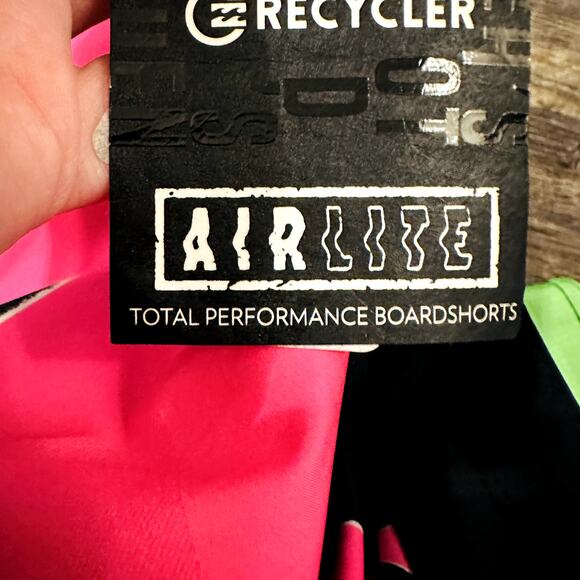 RECYCLER
AIRLITE
TOTAL PERFORMANCE BOARDSHORTS